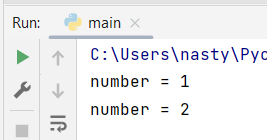 Run: main ×
C:\Users\nasty\Pyc
number = 1
number = 2